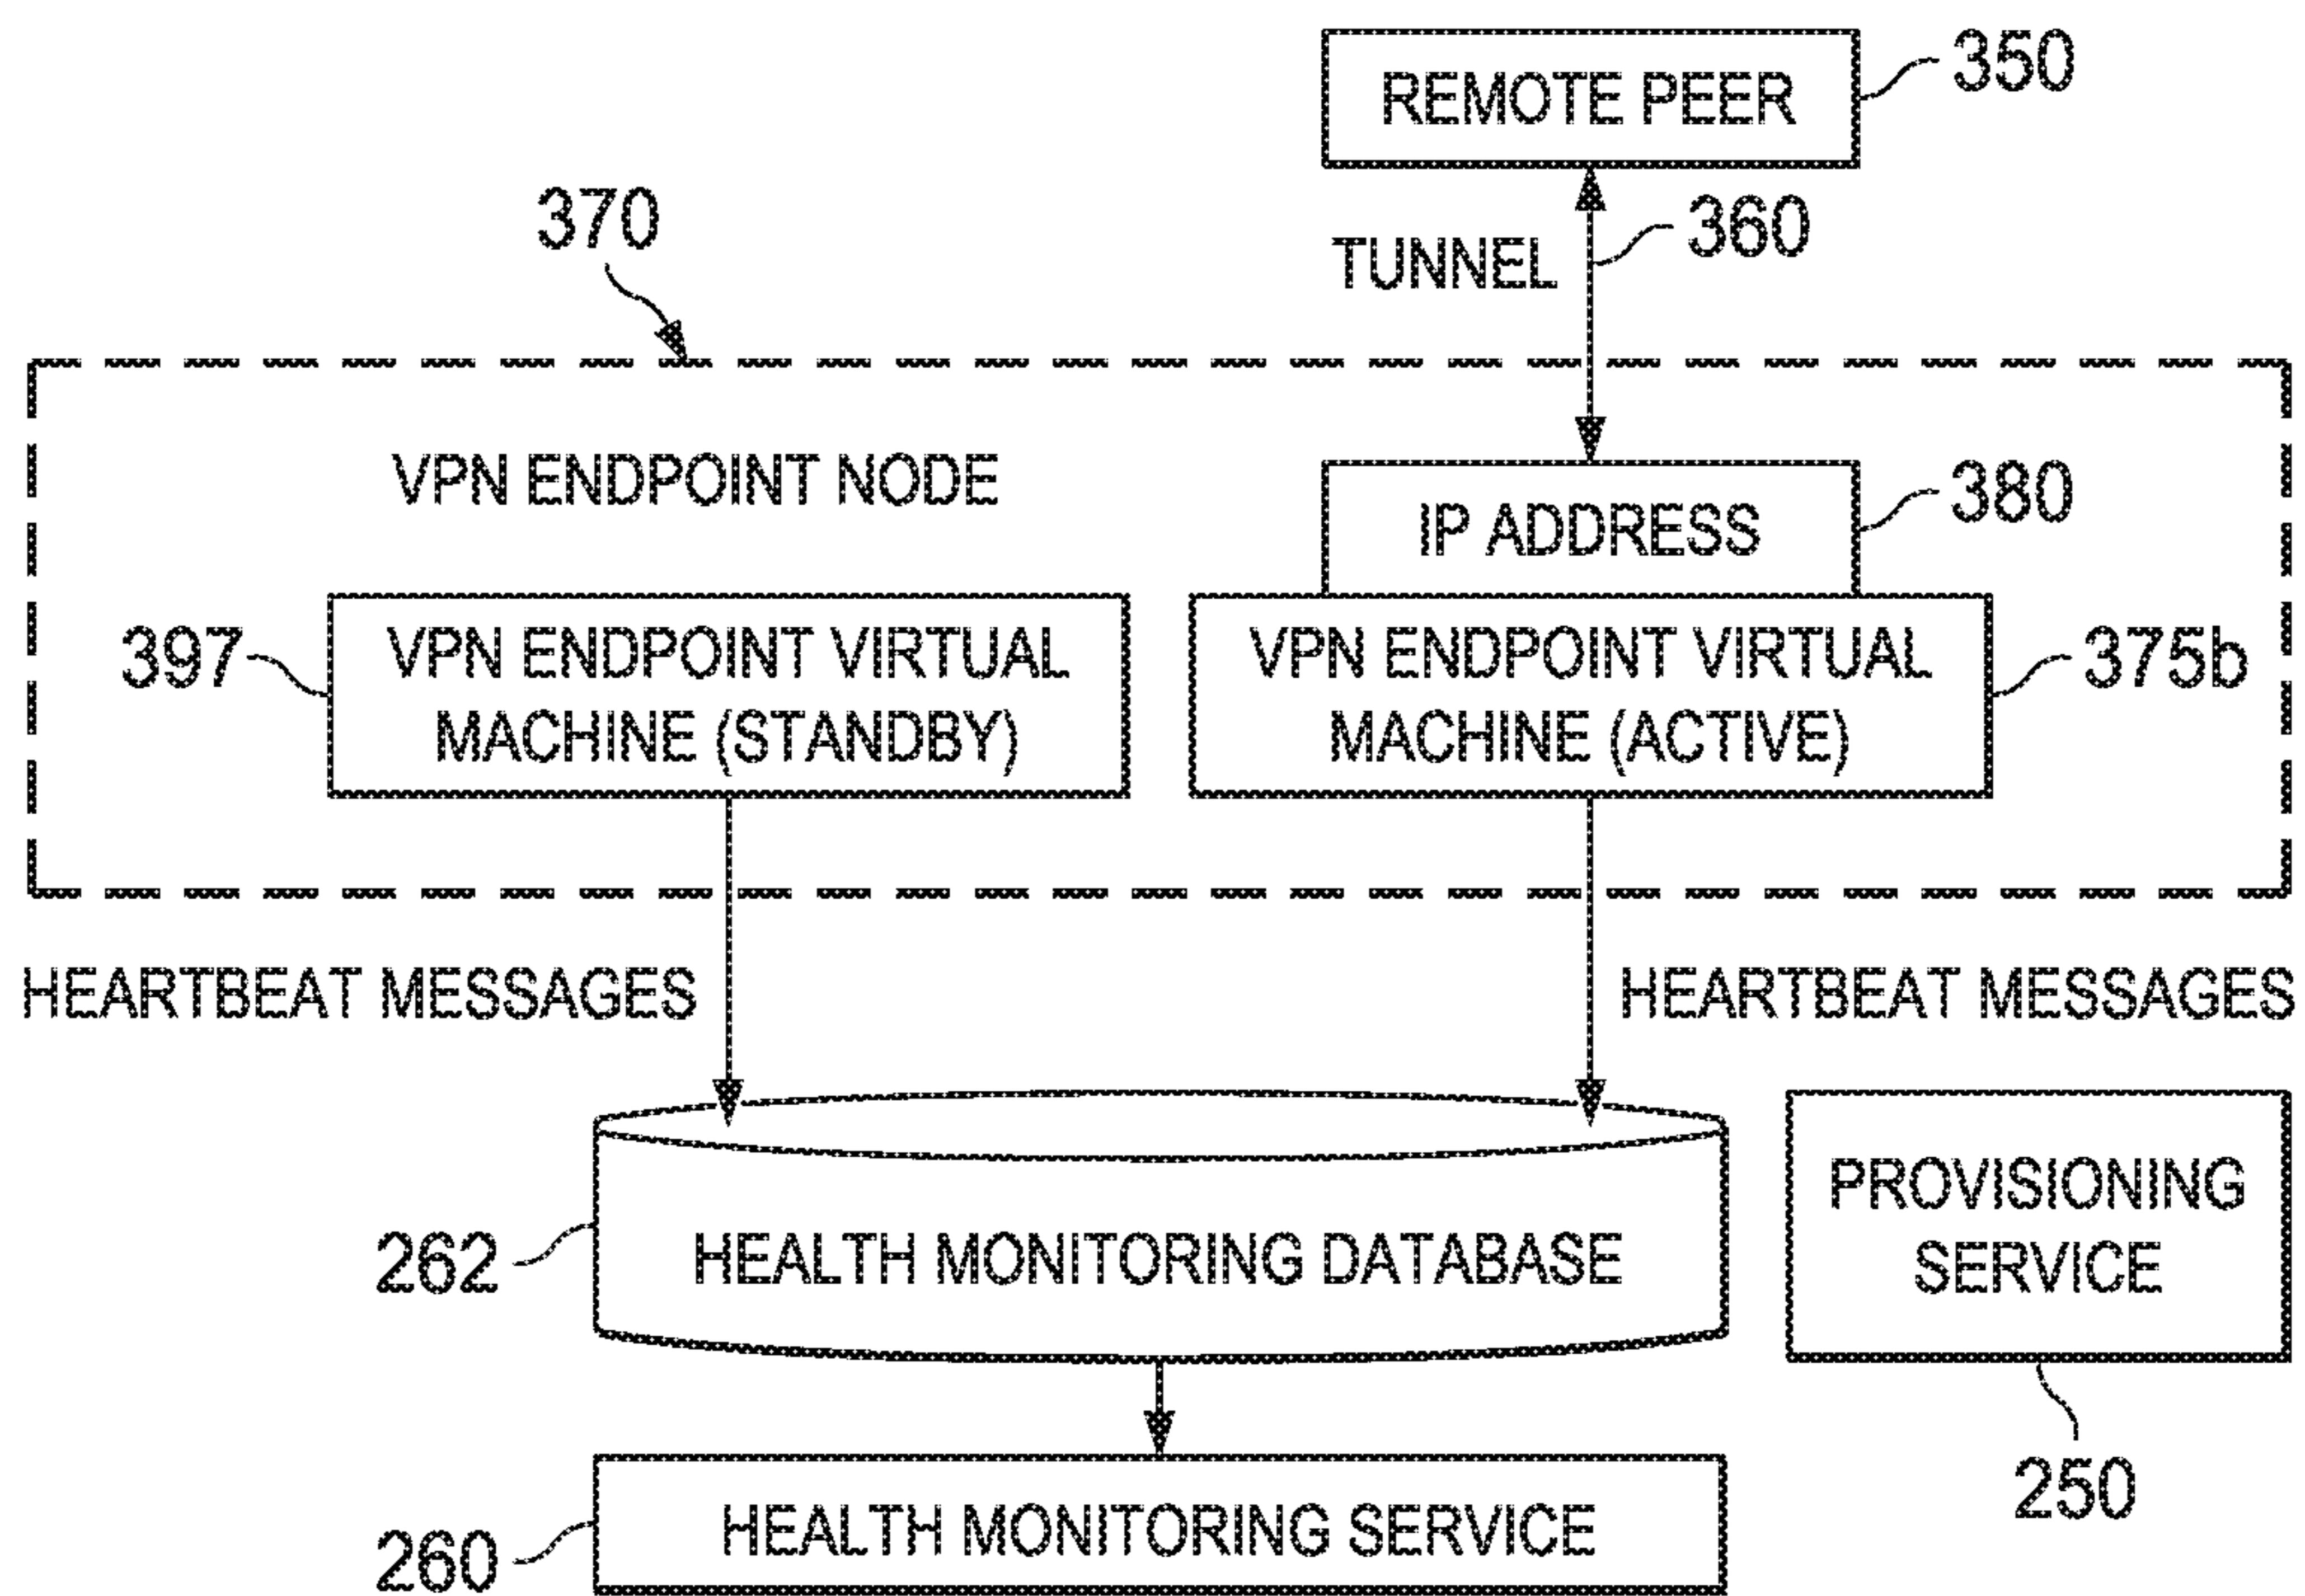 REMOTE PEER
350
370
TUNNEL
360
VPN ENDPOINT NODE
IP ADDRESS
380
397
VPN ENDPOINT VIRTUAL
MACHINE (STANDBY)
VPN ENDPOINT VIRTUAL
MACHINE (ACTIVE)
375b
HEARTBEAT MESSAGES
HEARTBEAT MESSAGES
262
HEALTH MONITORING DATABASE
PROVISIONING
SERVICE
250
260
HEALTH MONITORING SERVICE